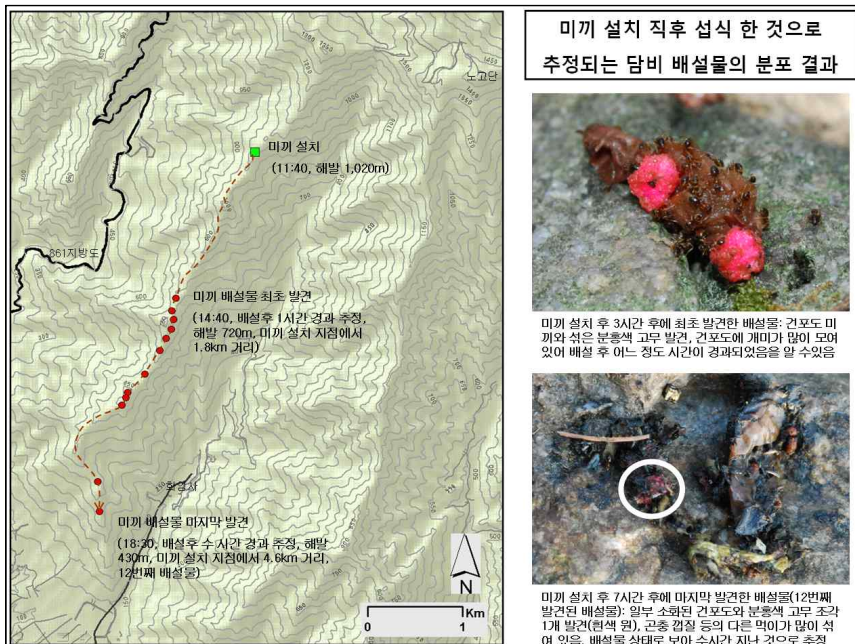 미끼 설치 직후 섭식 한 것으로
추정되는 담비 배설물의 분포 결과
노고단
미끼 설치
(11:40, 해발 1,020m)
861지방도
미끼 배설물 최초 발견
(14:40, 배설후 1시간 경과 추정,
해발 720m, 미끼 설치 지점에서
1.8km 거리)
미끼 배설물 마지막 발견
(18:30, 배설후 수 시간 경과 추정, 해발
430m, 미끼 설치 지점에서 4.6km 거리,
12번째 배설물)
N
1Km
0 1
미끼 설치 후 3시간 후에 최초 발견한 배설물: 건포도 미
끼와 섞은 분홍색 고무 발견, 건포도에 개미가 많이 모여
있어 배설 후 어느 정도 시간이 경과되었음을 알 수있음
미끼 설치 후 7시간 후에 마지막 발견한 배설물(12번째
발견된 배설물): 일부 소화된 건포도와 분홍색 고무 조각
1개 발견(흰색 원), 곤충 껍질 등의 다른 먹이가 많이 섞
여 있음. 배설물 상태로 보아 수시간 지난 것으로 추정